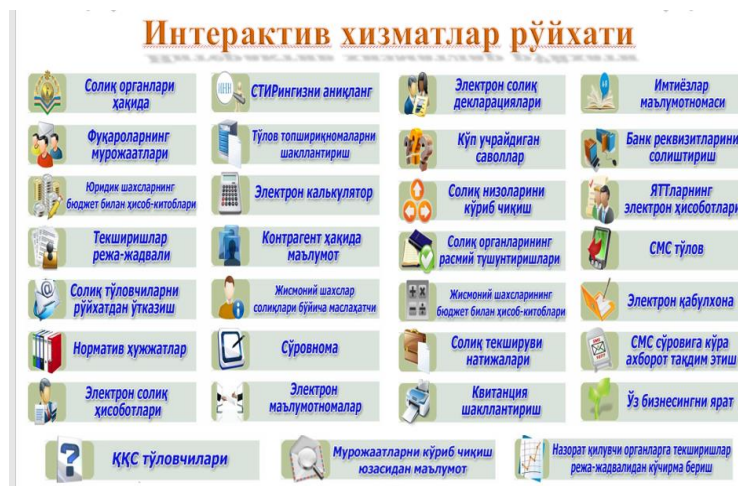 Интерактив хизматлар рўйхати
Солиқ органлари
ҳақида
СТИРингизни аниқланг
Электрон солиқ
декларациялари
Имтиёзлар
маълумотномаси
Фуқароларнинг
мурожаатлари
Тўлов топшириқномаларни
шакллантириш
Кўп учрайдиган
саволлар
Банк реквизитларини
солиштириш
Юридик шахсларнинг
бюджет билан ҳисоб-китоблари
Электрон калькулятор
Солиқ низоларини
кўриб чиқиш
ЯТТларнинг
электрон ҳисоботлари
Текширишлар
режа-жадвали
Контрагент ҳақида
маълумот
Солиқ органларининг
расмий тушунтиришлари
СМС тўлов
Солиқ тўловчиларни
рўйхатдан ўтказиш
Жисмоний шахслар
солиқлари бўйича маслаҳатчи
Жисмоний шахсларининг
бюджет билан ҳисоб-китоблари
Электрон қабулхона
Норматив ҳужжатлар
Сўровнома
Солиқ текшируви
натижалари
СМС сўровига кўра
ахборот тақдим этиш
Электрон солиқ
ҳисоботлари
Электрон
маълумотномалар
Квитанция
шакллантириш
Ўз бизнесингни ярат
ҚҚС тўловчилари
Мурожаатларни кўриб чиқиш
юзасидан маълумот
Назорат қилувчи органларга текширишлар
режа-жадвалидан кўчирма бериш